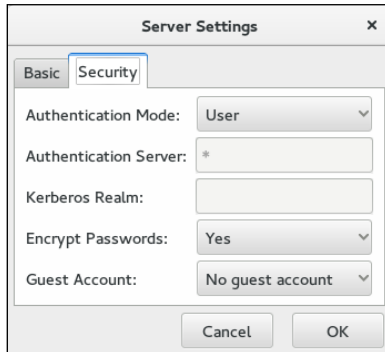 Server Settings ×
Basic Security
Authentication Mode: User
Authentication Server: *
Kerberos Realm:
Encrypt Passwords: Yes
Guest Account: No guest account
Cancel OK